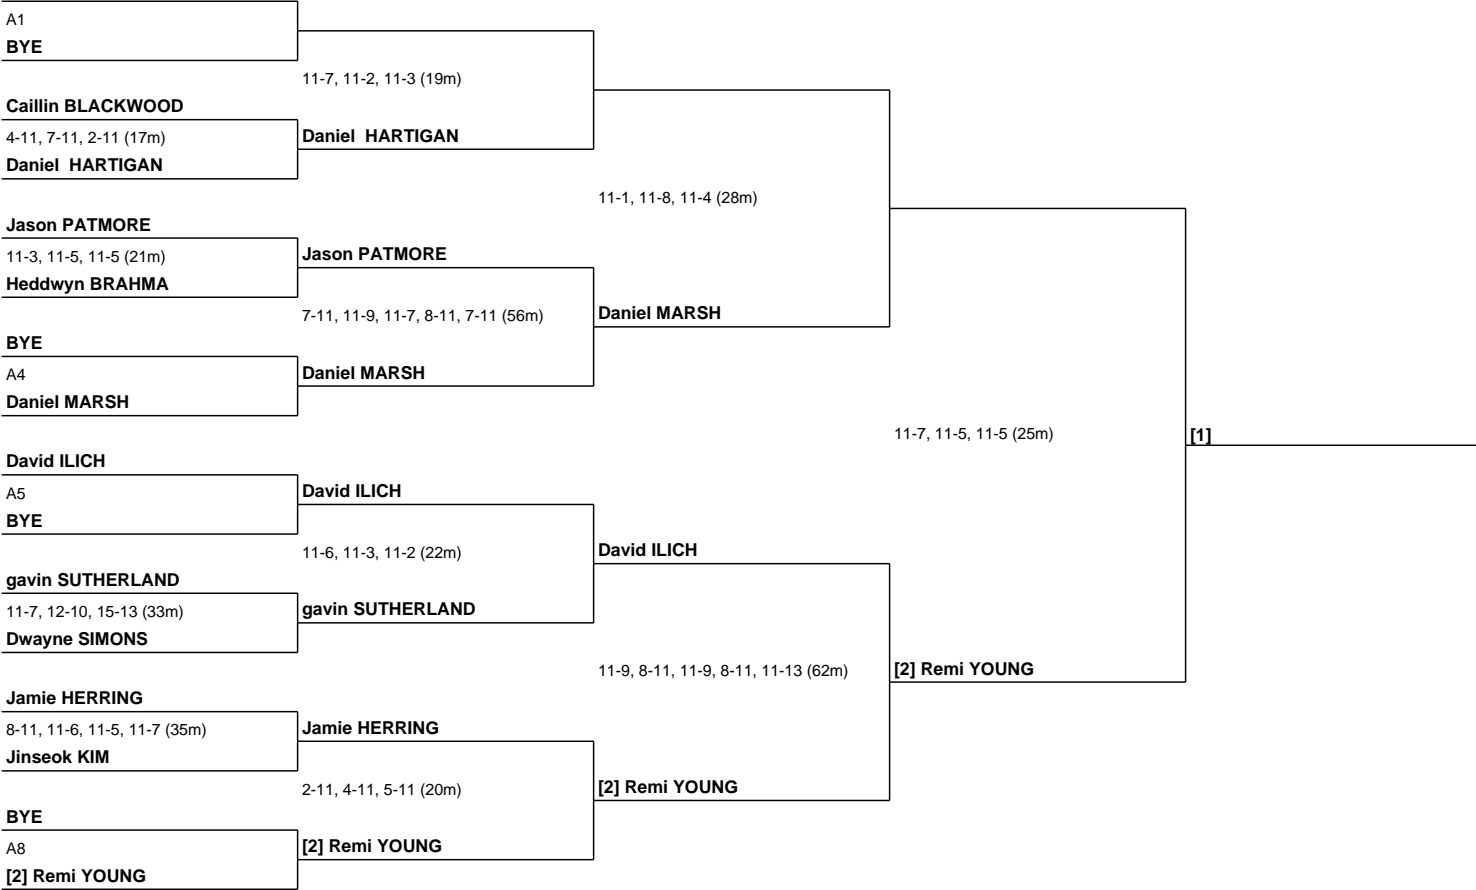 A1
BYE
11-7, 11-2, 11-3 (19m)
Caillin BLACKWOOD
4-11, 7-11, 2-11 (17m)
Daniel HARTIGAN
Daniel HARTIGAN
11-1, 11-8, 11-4 (28m)
Jason PATMORE
11-3, 11-5, 11-5 (21m)
Jason PATMORE
Heddwyn BRAHMA
7-11, 11-9, 11-7, 8-11, 7-11 (56m)
Daniel MARSH
BYE
A4
Daniel MARSH
Daniel MARSH
11-7, 11-5, 11-5 (25m)
[1]
David ILICH
A5
David ILICH
BYE
11-6, 11-3, 11-2 (22m)
David ILICH
gavin SUTHERLAND
11-7, 12-10, 15-13 (33m)
gavin SUTHERLAND
Dwayne SIMONS
11-9, 8-11, 11-9, 8-11, 11-13 (62m)
[2] Remi YOUNG
Jamie HERRING
8-11, 11-6, 11-5, 11-7 (35m)
Jamie HERRING
Jinseok KIM
2-11, 4-11, 5-11 (20m)
[2] Remi YOUNG
BYE
A8
[2] Remi YOUNG
[2] Remi YOUNG